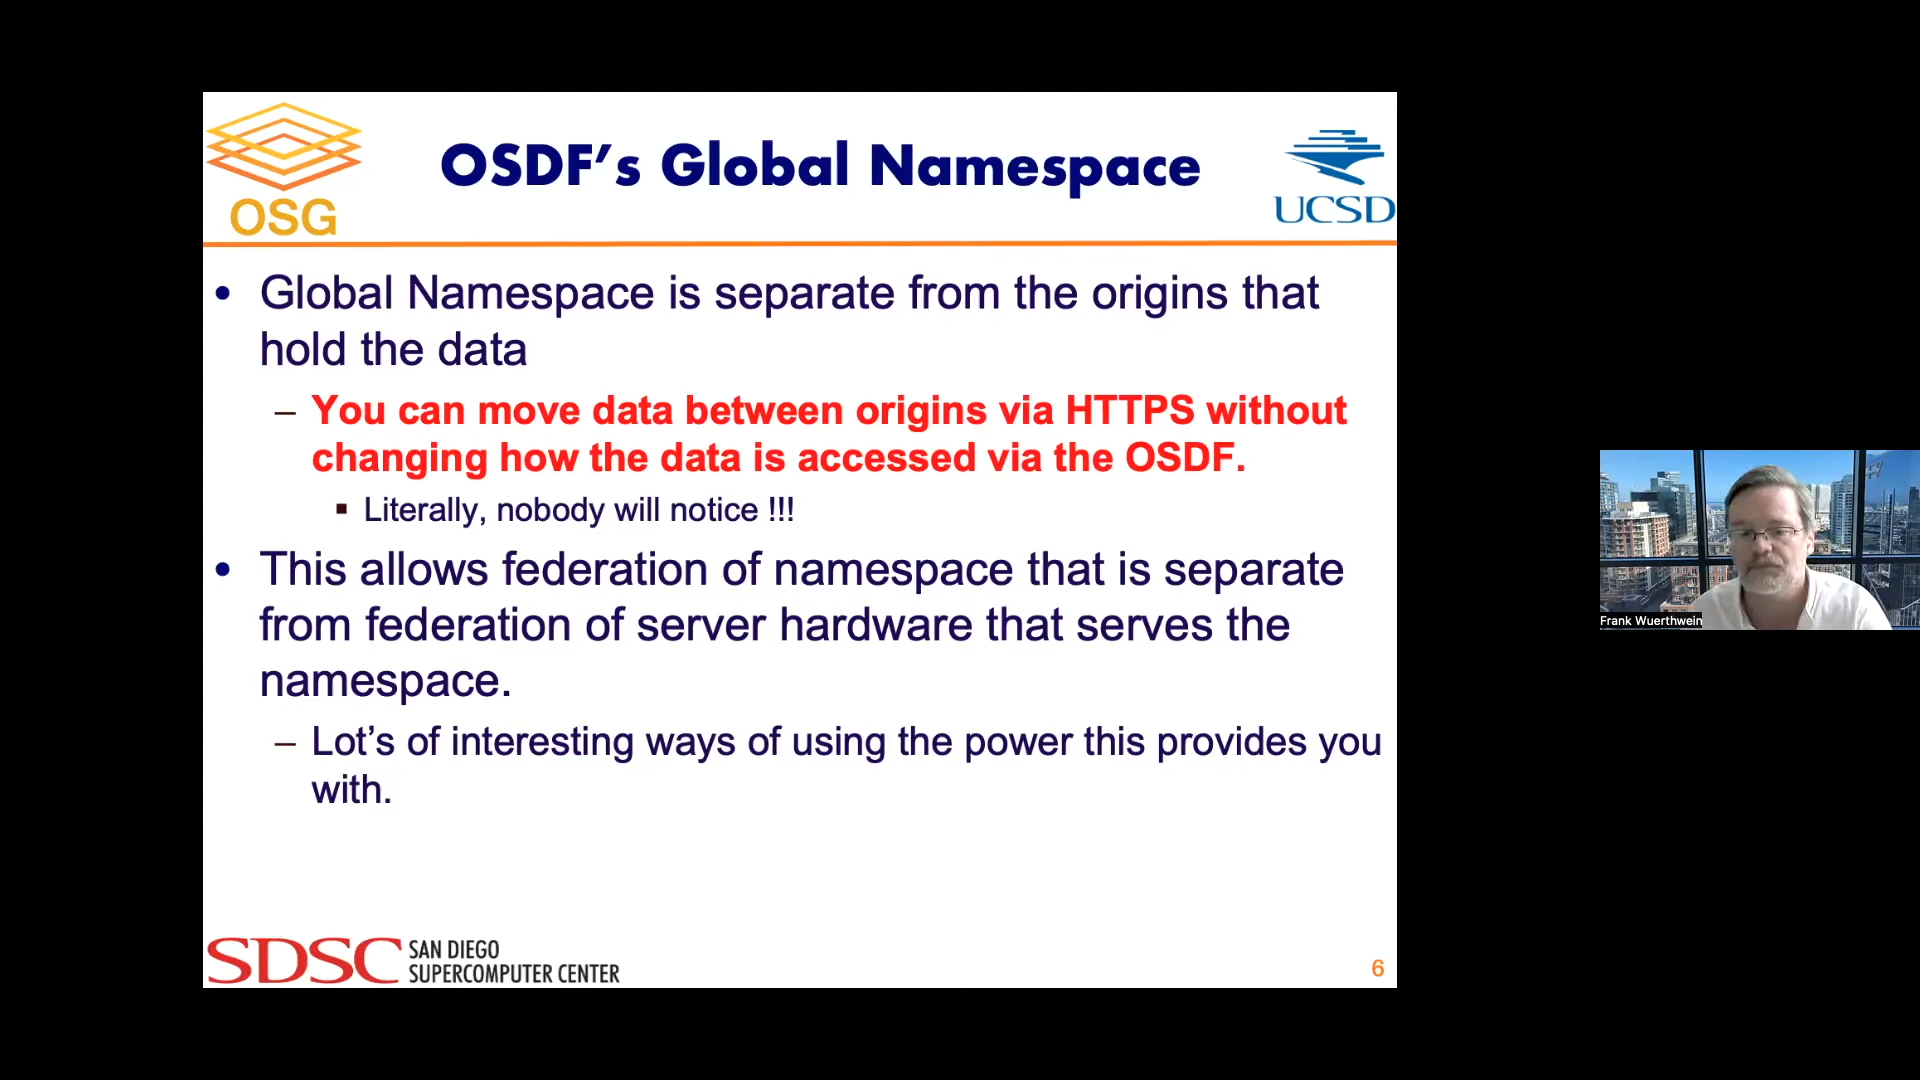 OSG
OSDF’s Global Namespace
UCSD
• Global Namespace is separate from the origins that
hold the data
– You can move data between origins via HTTPS without
changing how the data is accessed via the OSDF.
▪ Literally, nobody will notice !!!
• This allows federation of namespace that is separate
from federation of server hardware that serves the
namespace.
– Lot’s of interesting ways of using the power this provides you
with.
SDSC SAN DIEGO
SUPERCOMPUTER CENTER
6
Frank Wuerthwein